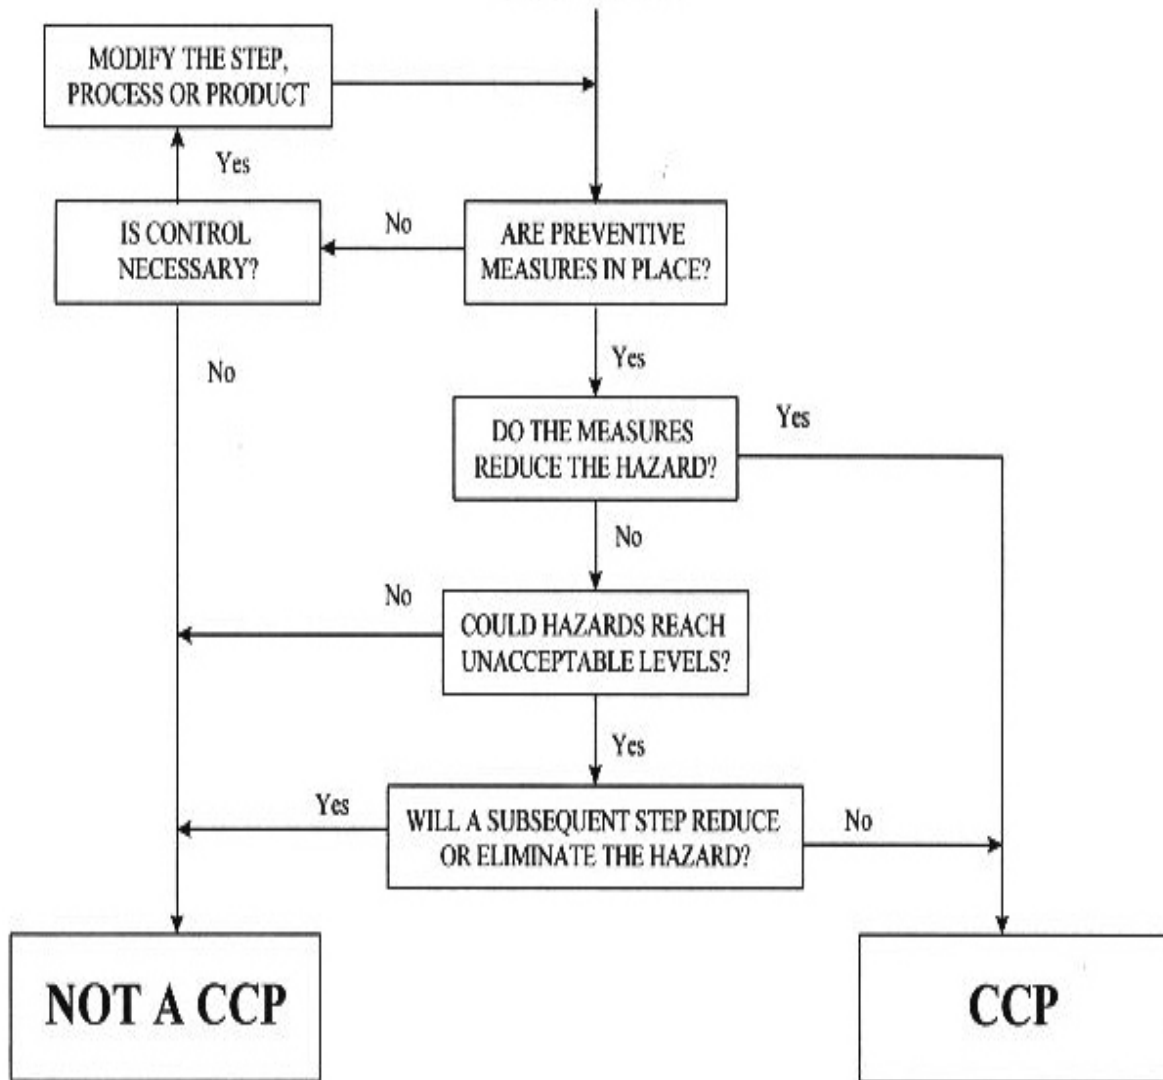 MODIFY THE STEP,
PROCESS OR PRODUCT
Yes
IS CONTROL
NECESSARY?
No
ARE PREVENTIVE
MEASURES IN PLACE?
No
Yes
DO THE MEASURES
REDUCE THE HAZARD?
Yes
No
No
COULD HAZARDS REACH
UNACCEPTABLE LEVELS?
Yes
Yes
WILL A SUBSEQUENT STEP REDUCE
OR ELIMINATE THE HAZARD?
No
NOT A CCP
CCP